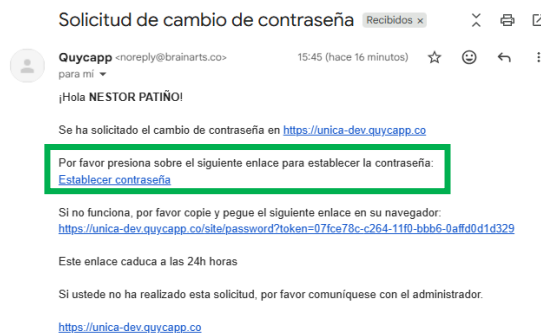 Solicitud de cambio de contraseña Recibidos x
Quycapp <noreply@brainarts.co> 15:45 (hace 16 minutos)
para mí
¡Hola NESTOR PATIÑO!
Se ha solicitado el cambio de contraseña en https://unica-dev.quycapp.co
Por favor presiona sobre el siguiente enlace para establecer la contraseña:
Establecer contraseña
Si no funciona, por favor copie y pegue el siguiente enlace en su navegador:
https://unica-dev.quycapp.co/site/password?token=07fce78c-c264-11f0-bbb6-0affd0d1d329
Este enlace caduca a las 24h horas
Si ustede no ha realizado esta solicitud, por favor comuníquese con el administrador.
https://unica-dev.quycapp.co